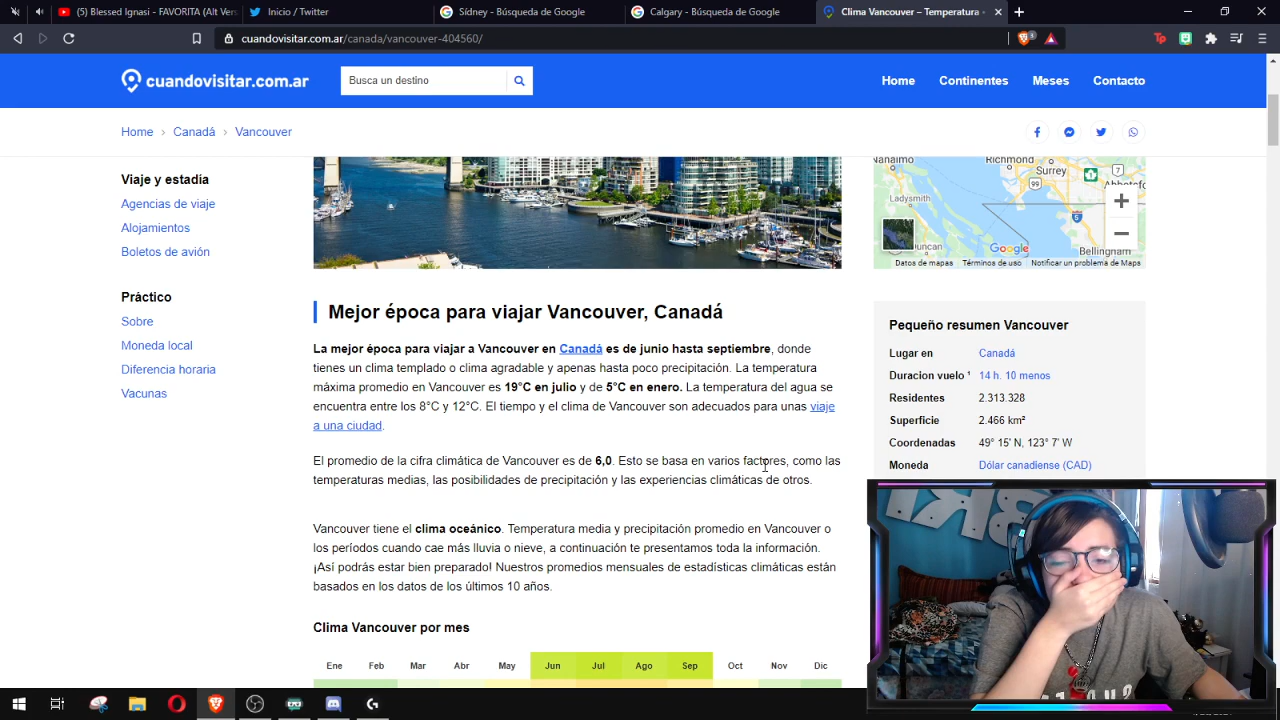 (5) Blessed Ignasi - FAVORITA (Alt Vers
Inicio / Twitter
Sídney - Búsqueda de Google
Calgary - Búsqueda de Google
Clima Vancouver – Temperatura -
cuandovisitar.com.ar/canada/vancouver-404560/
cuandovisitar.com.ar
Busca un destino
Home
Continentes
Meses
Contacto
Home › Canadá › Vancouver
Viaje y estadía
Agencias de viaje
Alojamientos
Boletos de avión
Práctico
Sobre
Moneda local
Diferencia horaria
Vacunas
Nanaimo
Richmond
Surrey
99
7
Ladysmith
5
Duncan
Bellingham
Google
Datos de mapas
Términos de uso
Notificar un problema de Maps
Mejor época para viajar Vancouver, Canadá
La mejor época para viajar a Vancouver en Canadá es de junio hasta septiembre, donde
tienes un clima templado o clima agradable y apenas hasta poco precipitación. La temperatura
máxima promedio en Vancouver es 19°C en julio y de 5°C en enero. La temperatura del agua se
encuentra entre los 8°C y 12°C. El tiempo y el clima de Vancouver son adecuados para unas viaje
a una ciudad.
El promedio de la cifra climática de Vancouver es de 6,0. Esto se basa en varios factores, como las
temperaturas medias, las posibilidades de precipitación y las experiencias climáticas de otros.
Vancouver tiene el clima oceánico. Temperatura media y precipitación promedio en Vancouver o
los períodos cuando cae más lluvia o nieve, a continuación te presentamos toda la información.
¡Así podrás estar bien preparado! Nuestros promedios mensuales de estadísticas climáticas están
basados en los datos de los últimos 10 años.
Clima Vancouver por mes
Ene Feb Mar Abr May Jun Jul Ago Sep Oct Nov Dic
Pequeño resumen Vancouver
Lugar en Canadá
Duracion vuelo ¹ 14 h. 10 menos
Residentes 2.313.328
Superficie 2.466 km²
Coordenadas 49° 15' N, 123° 7' W
Moneda Dólar canadiense (CAD)